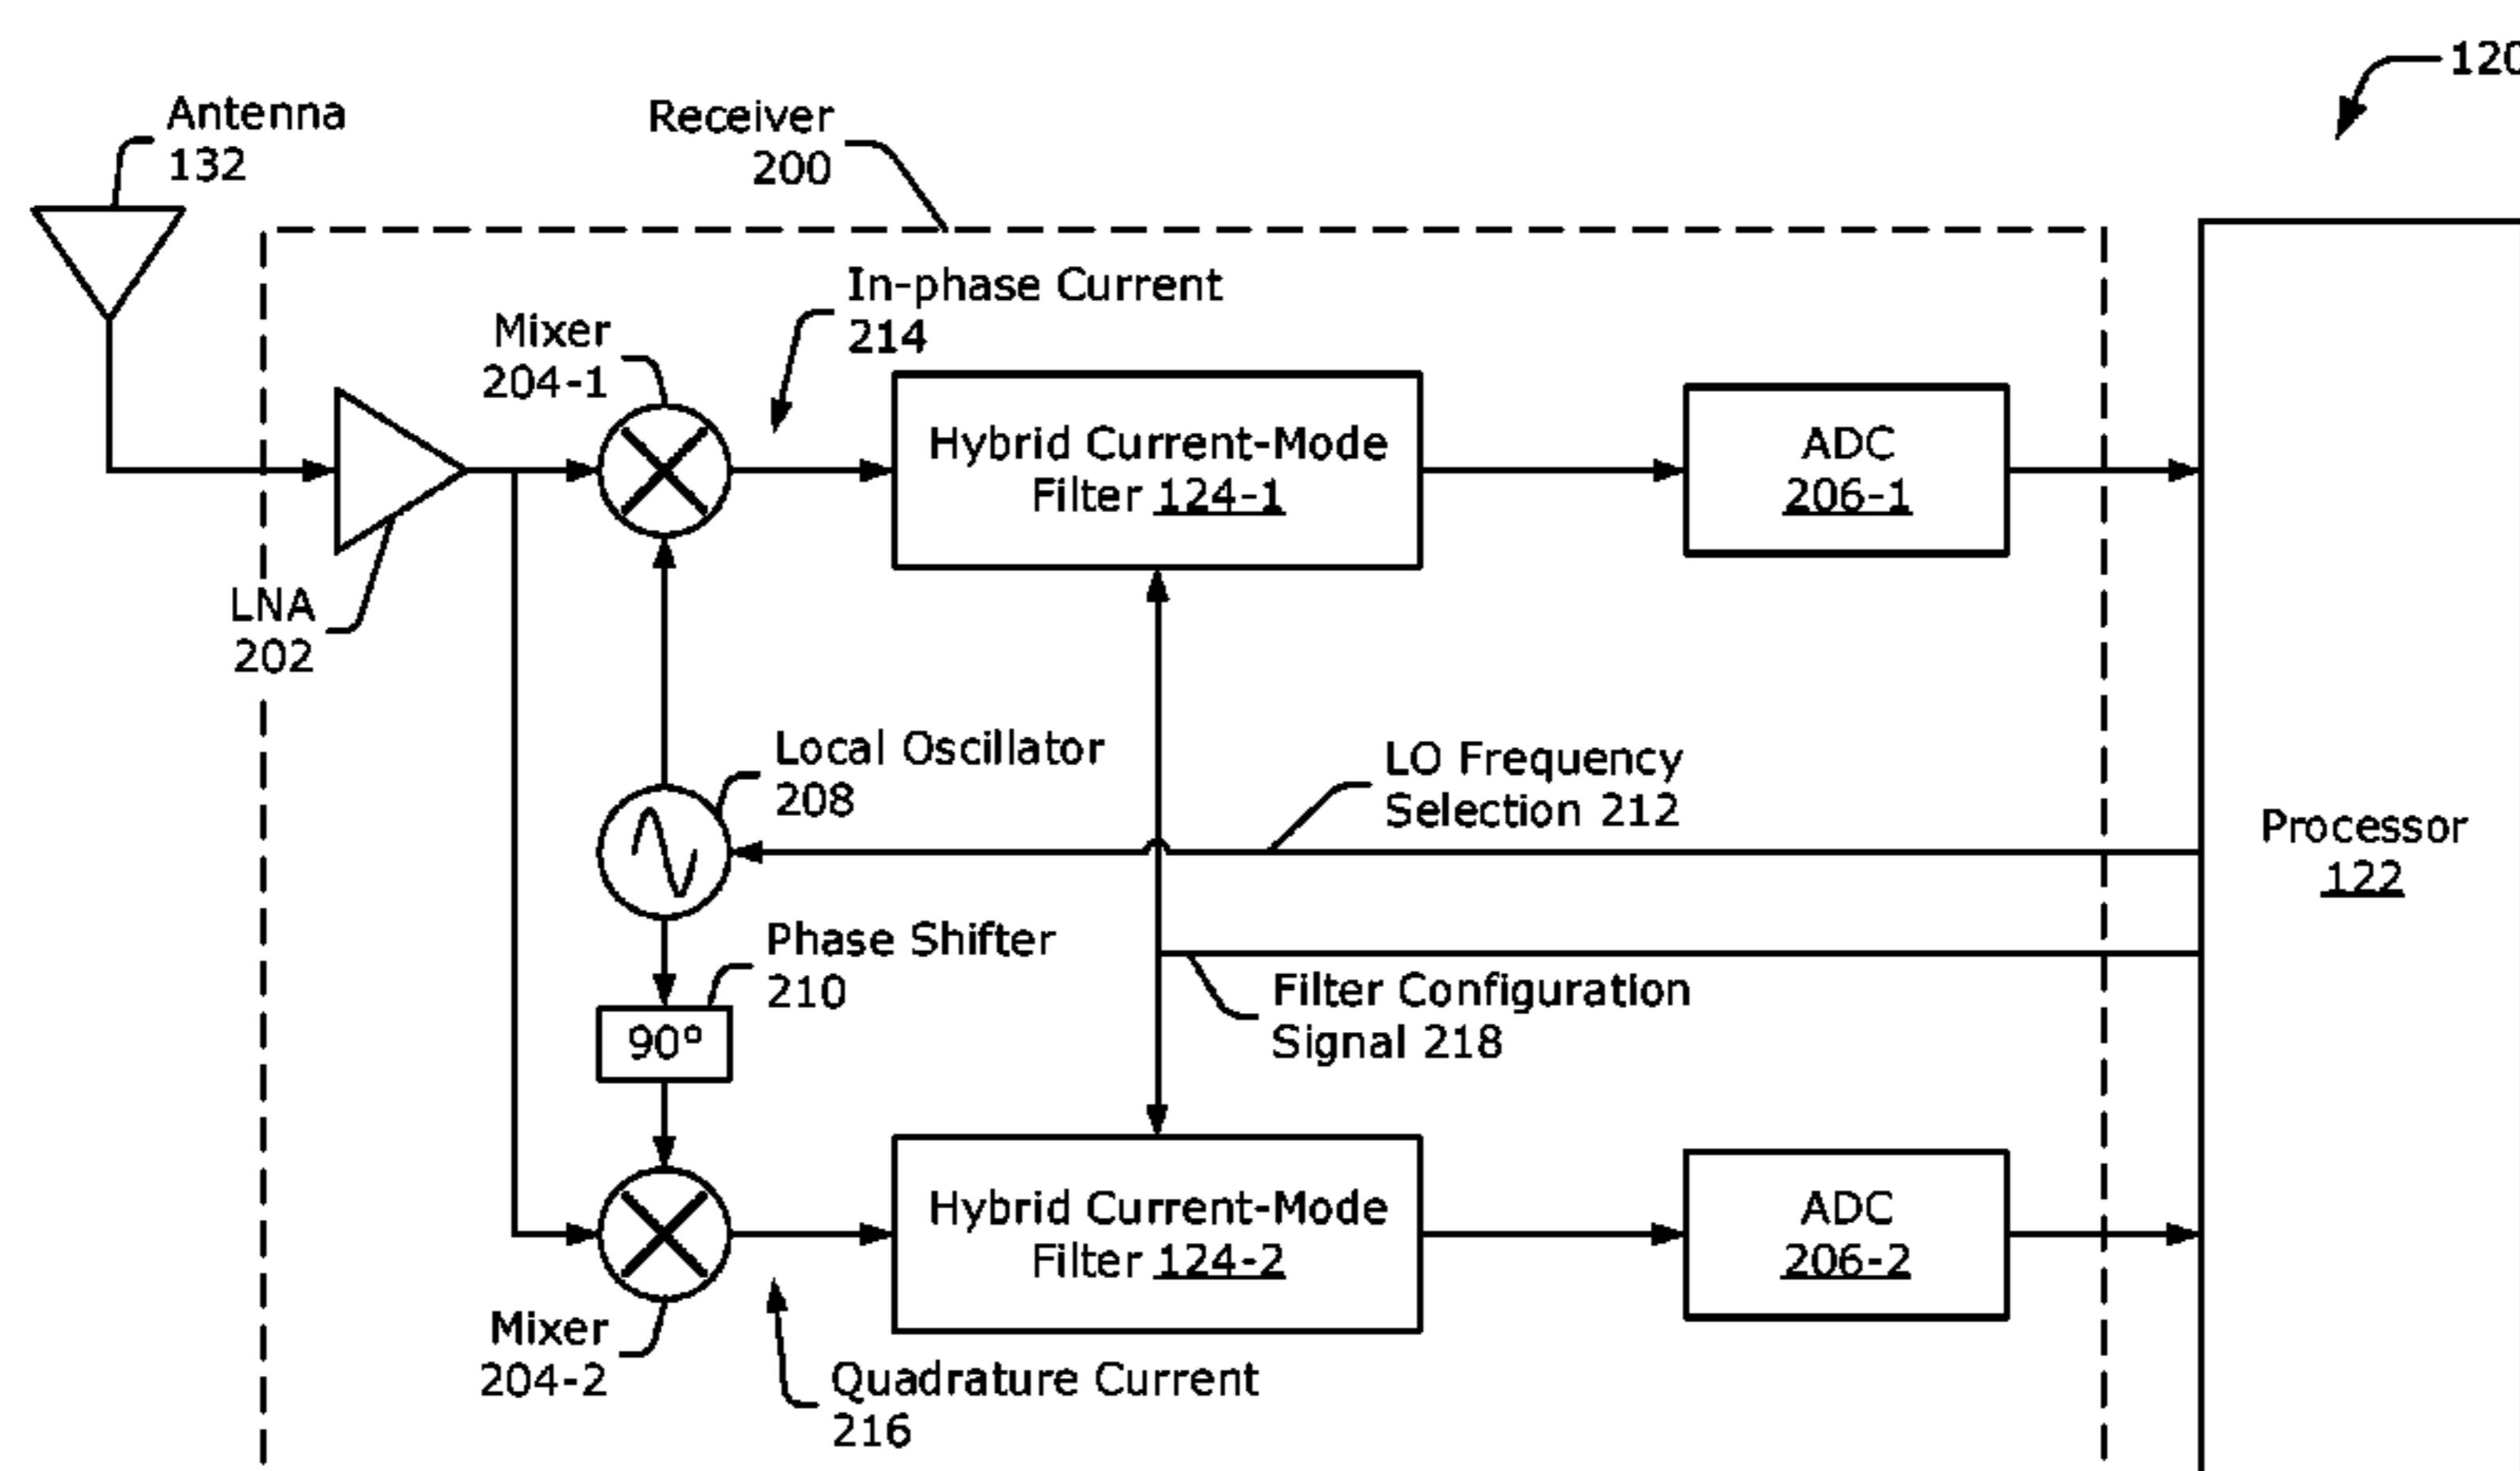 120
Antenna
132
Receiver
200
In-phase Current
214
Mixer
204-1
Hybrid Current-Mode
Filter 124-1
ADC
206-1
LNA
202
Local Oscillator
208
LO Frequency
Selection 212
Processor
122
Phase Shifter
210
90°
Filter Configuration
Signal 218
Hybrid Current-Mode
Filter 124-2
ADC
206-2
Mixer
204-2
Quadrature Current
216